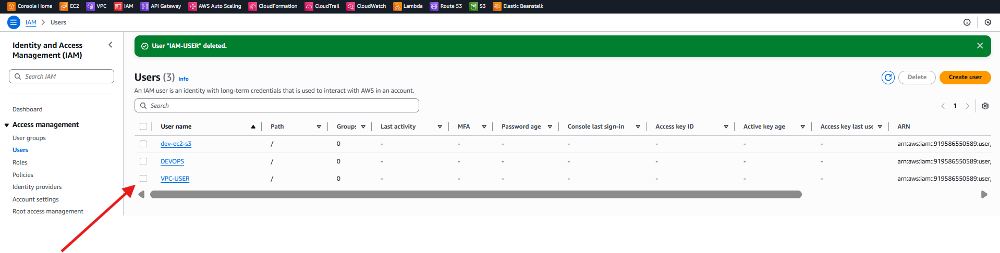 Console Home EC2 VPC IAM API Gateway AWS Auto Scaling CloudFormation CloudTrail CloudWatch Lambda Route 53 S3 Elastic Beanstalk
IAM Users
Identity and Access
Management (IAM)
Search IAM
Dashboard
Access management
User groups
Users
Roles
Policies
Identity providers
Account settings
Root access management
User "IAM-USER" deleted.
Users (3) Info
Delete Create user
An IAM user is an identity with long-term credentials that is used to interact with AWS in an account.
Search
1
User name Path Groups Last activity MFA Password age Console last sign-in Access key ID Active key age Access key last use ARN
dev-ec2-s3 / 0 - - - - - - - arn:aws:iam::919586550589:user/
DEVOPS / 0 - - - - - - - arn:aws:iam::919586550589:user/
VPC-USER / 0 - - - - - - - arn:aws:iam::919586550589:user/